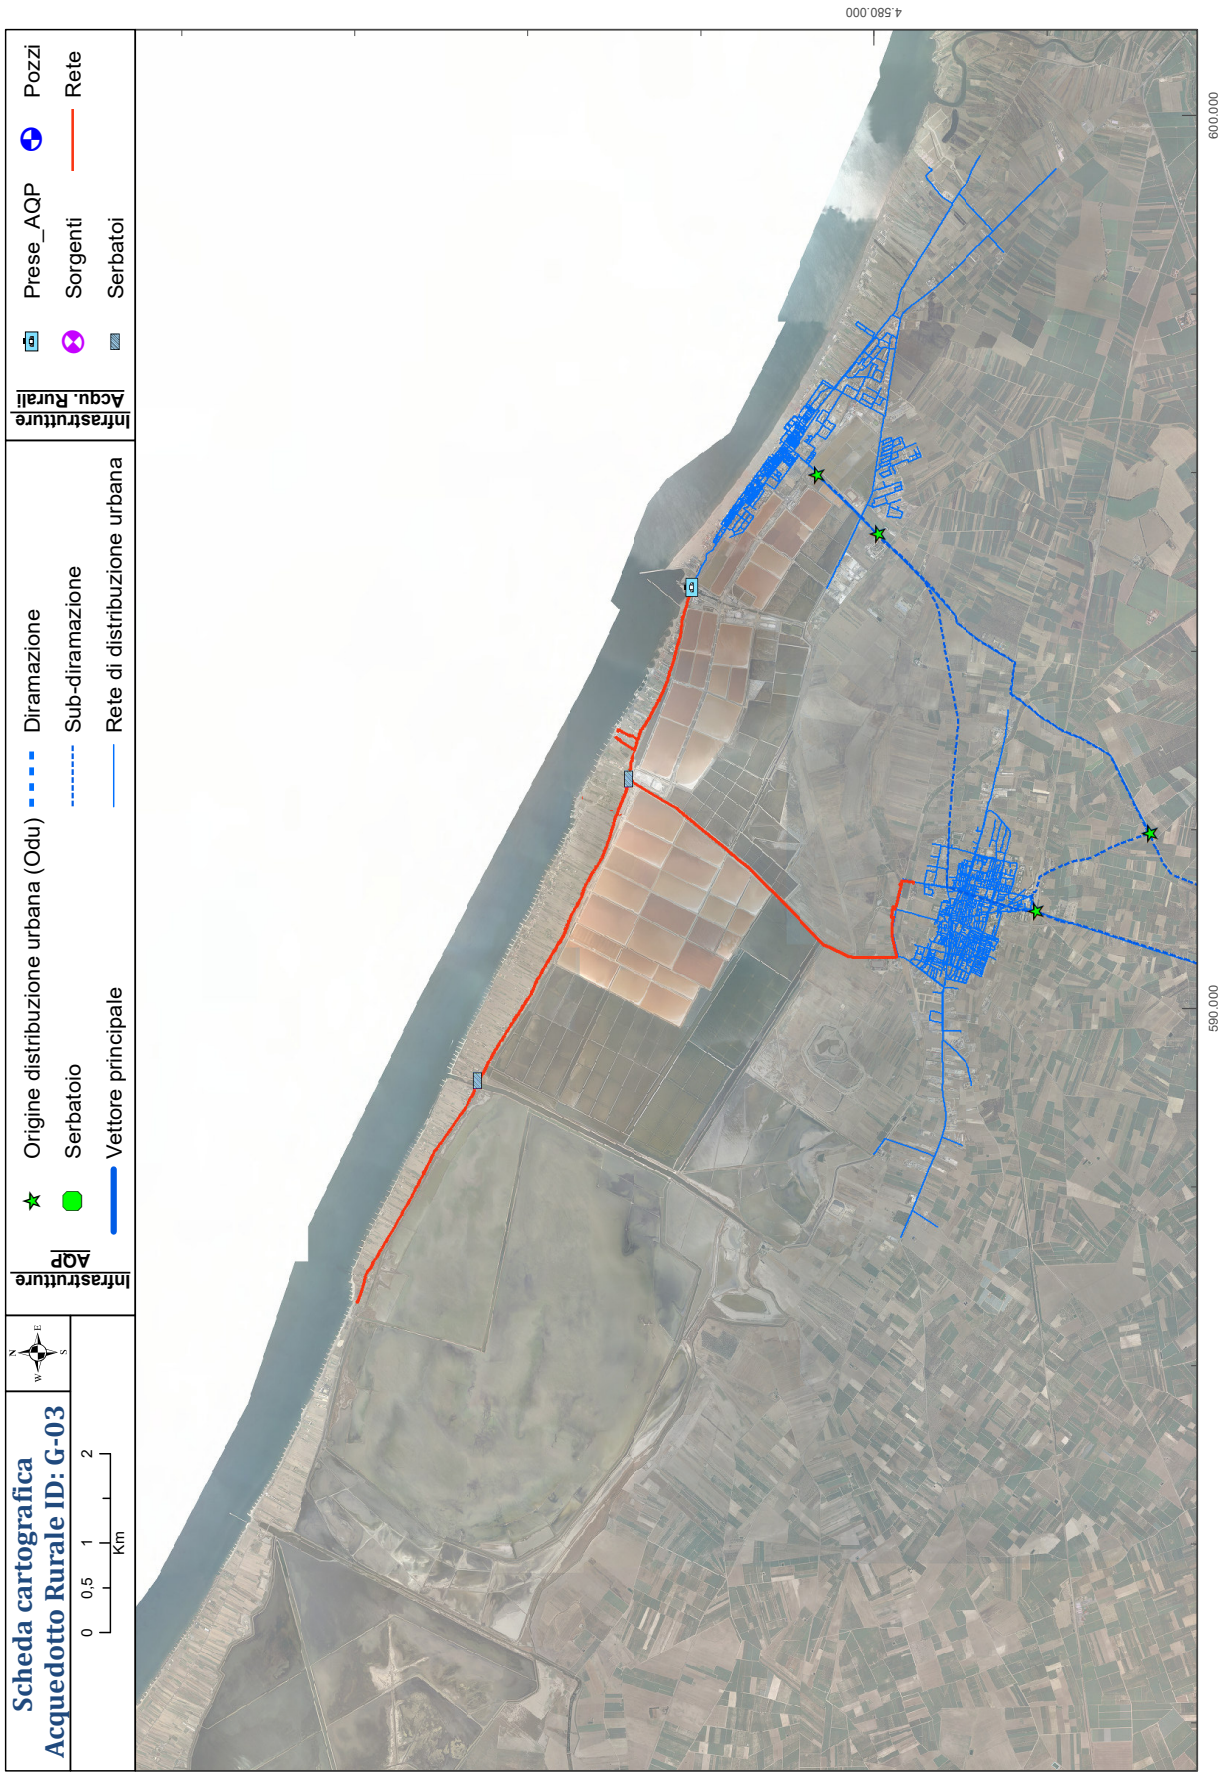 Scheda cartografica
Acquedotto Rurale ID: G-03
N
W
E
S
0
0,5
1
2
Km
Infrastrutture
AQP
Origine distribuzione urbana (Odu)
Serbatoio
Vettore principale
Diramazione
Sub-diramazione
Rete di distribuzione urbana
Infrastrutture
Acqu. Rurali
Prese_AQP
Sorgenti
Serbatoi
Pozzi
Rete
4.580.000
590.000
600.000